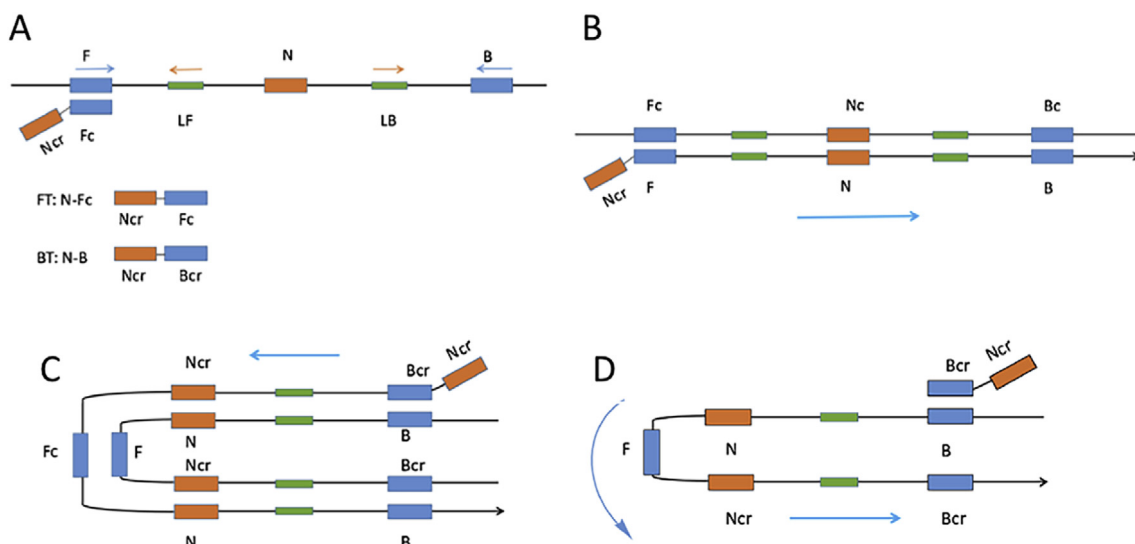 A
F N B
LF LB
Ncr Fc
FT: N-Fc
Ncr Fc
BT: N-B
Ncr Bcr
B
Fc Nc Bc
Ncr F N B
C
Ncr Bcr Ncr
N B
Fc F
Ncr Bcr
N B
D
Bcr Ncr
F N B
Ncr Bcr